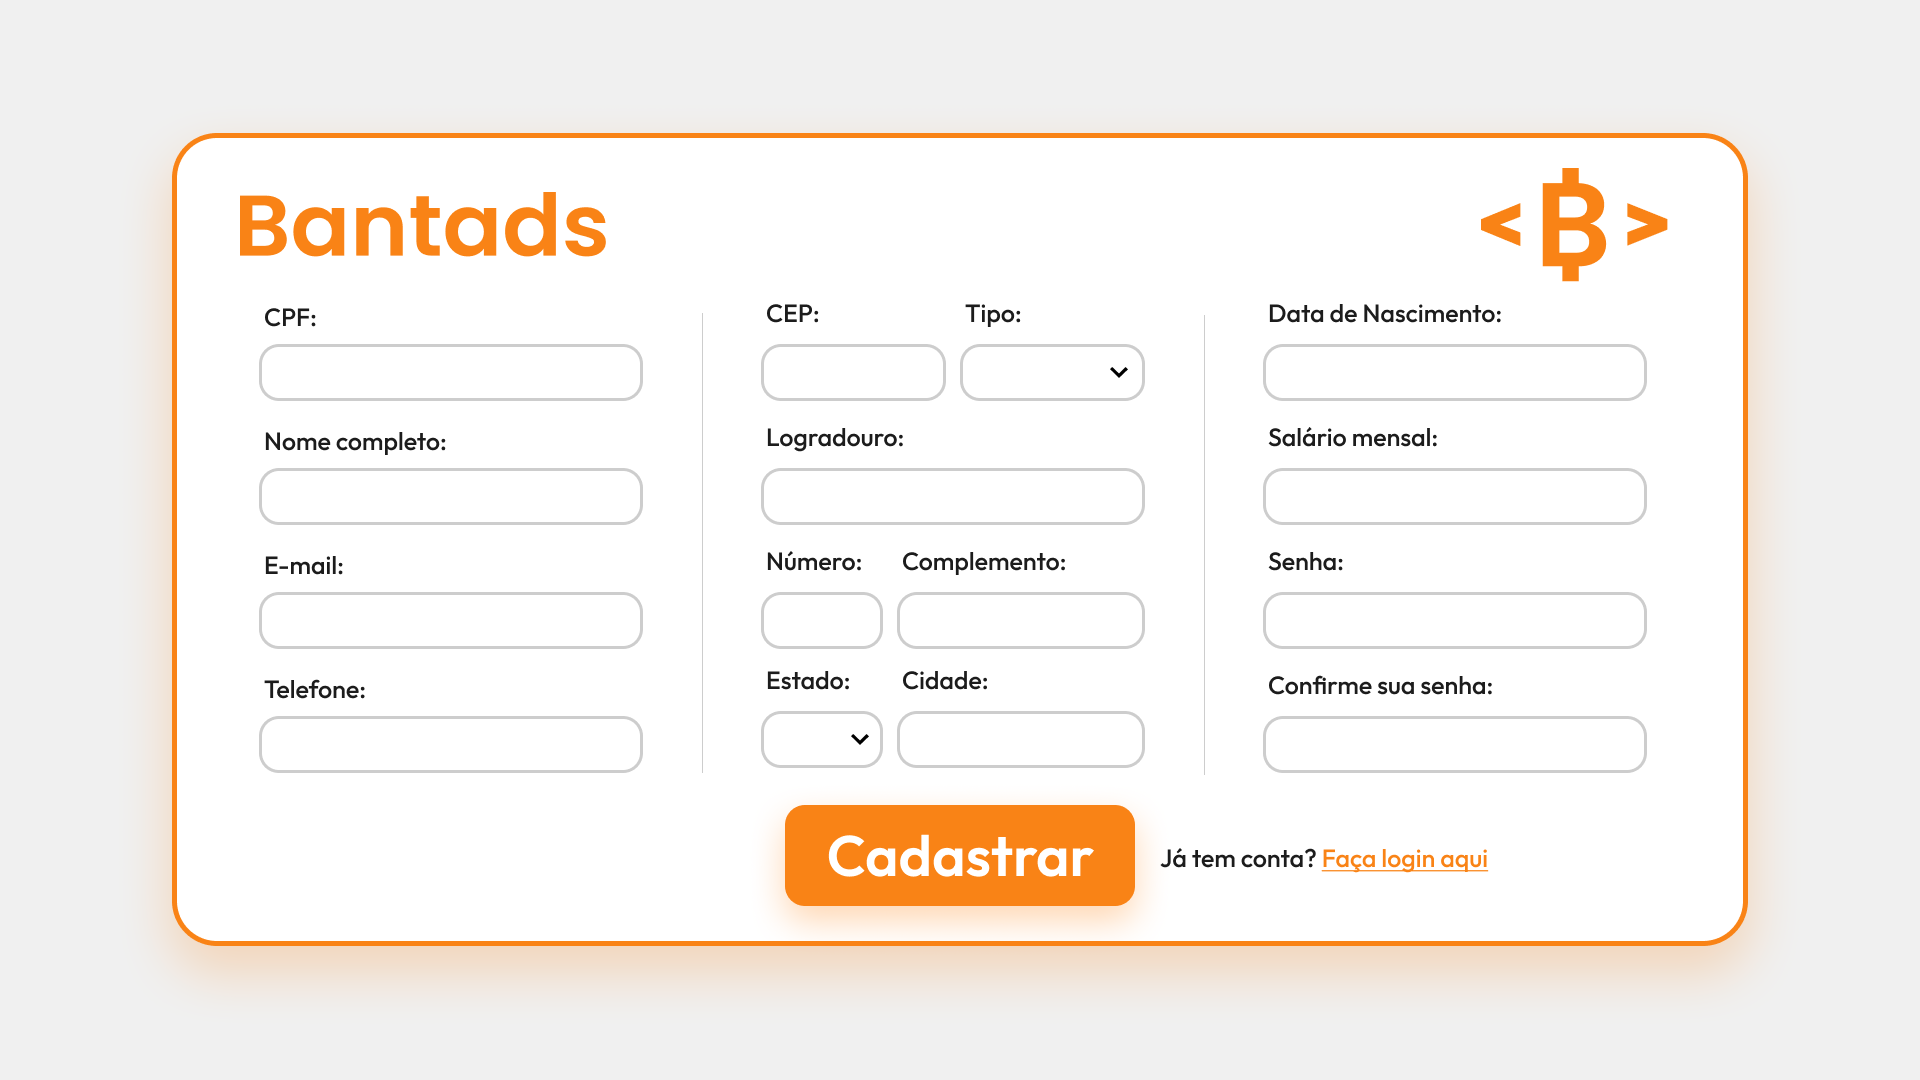 Bantads
<B>
CPF:
Nome completo:
E-mail:
Telefone:
CEP: Tipo:
Logradouro:
Número: Complemento:
Estado: Cidade:
Data de Nascimento:
Salário mensal:
Senha:
Confirme sua senha:
Cadastrar
Já tem conta? Faça login aqui